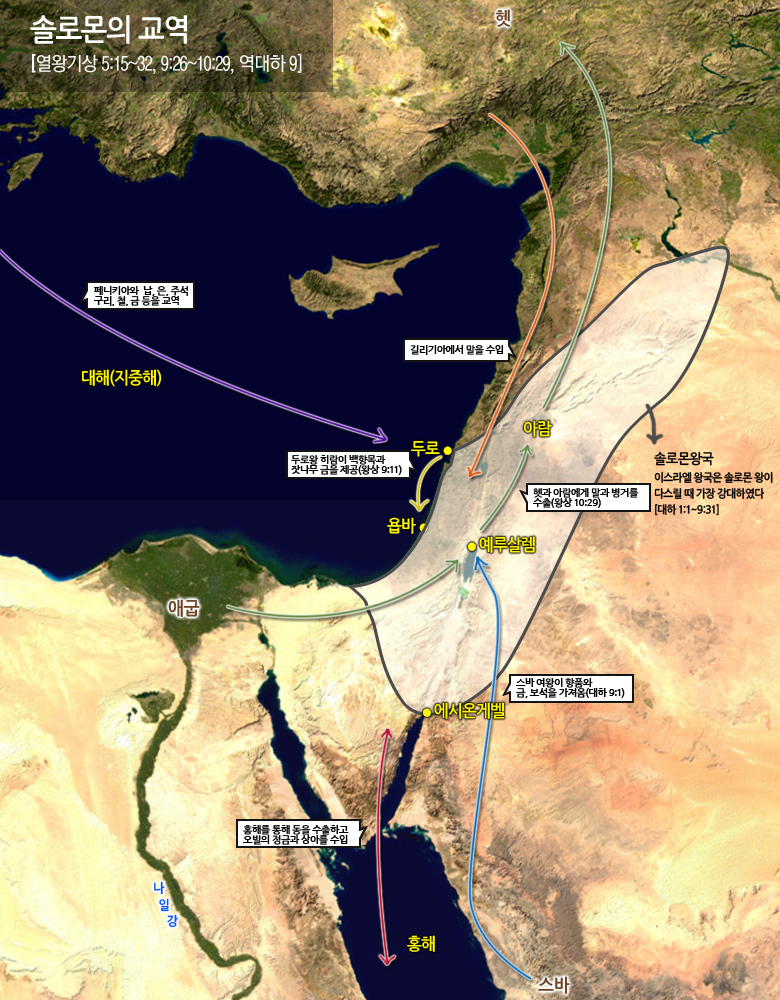 솔로몬의 교역
[열왕기상 5:15~32, 9:26~10:29, 역대하 9]
헷
페니키아와 납, 은, 주석
구리, 철, 금 등을 교역
대해(지중해)
길리기아에서 말을 수입
아람
두로
두로왕 히람이 백향목과
잣나무 금을 제공(왕상 9:11)
솔로몬왕국
이스라엘 왕국은 솔로몬 왕이
다스릴 때 가장 강대하였다
[대하 1:1~9:31]
헷과 아람에게 말과 병거를
수출(왕상 10:29)
욥바
예루살렘
애굽
스바 여왕이 향품와
금, 보석을 가져옴(대하 9:1)
에시온게벨
홍해를 통해 동을 수출하고
오빌의 정금과 상아를 수입
나
일
강
홍해
스바